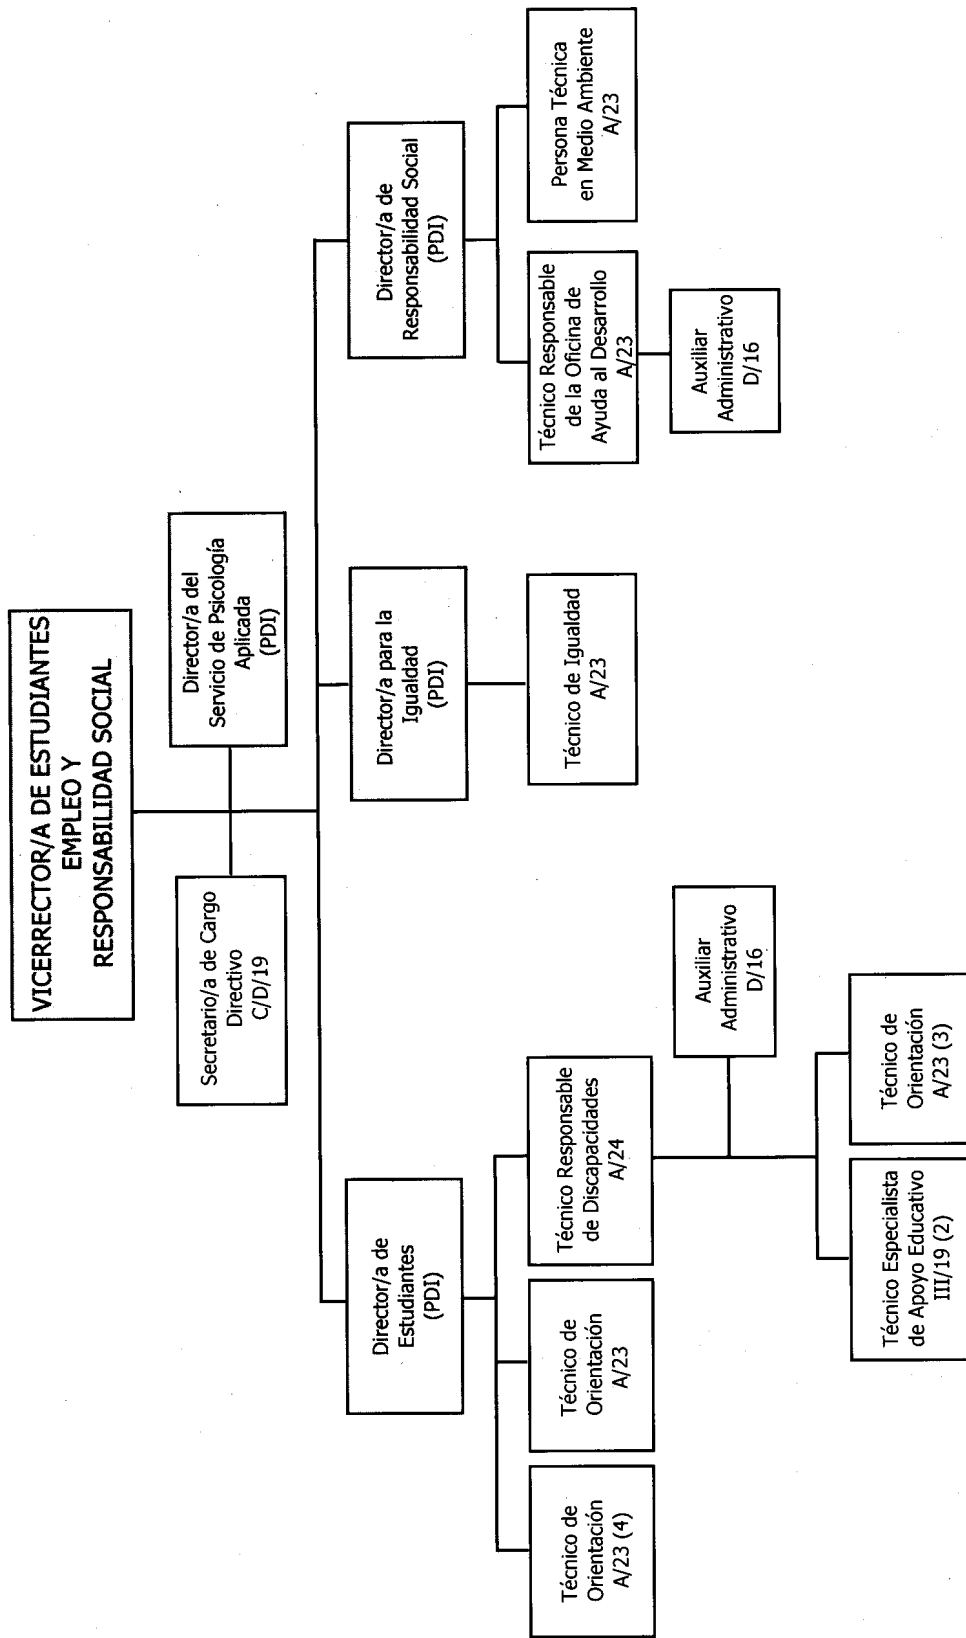 VICERRECTOR/A DE ESTUDIANTES
EMPLEO Y
RESPONSABILIDAD SOCIAL
Secretario/a de Cargo
Directivo
C/D/19
Director/a del
Servicio de Psicología
Aplicada
(PDI)
Director/a de
Estudiantes
(PDI)
Director/a para la
Igualdad
(PDI)
Director/a de
Responsabilidad Social
(PDI)
Técnico de
Orientación
A/23 (4)
Técnico de
Orientación
A/23
Técnico Responsable
de Discapacidades
A/24
Técnico de Igualdad
A/23
Técnico Responsable
de la Oficina de
Ayuda al Desarrollo
A/23
Persona Técnica
en Medio Ambiente
A/23
Auxiliar
Administrativo
D/16
Auxiliar
Administrativo
D/16
Técnico Especialista
de Apoyo Educativo
III/19 (2)
Técnico de
Orientación
A/23 (3)